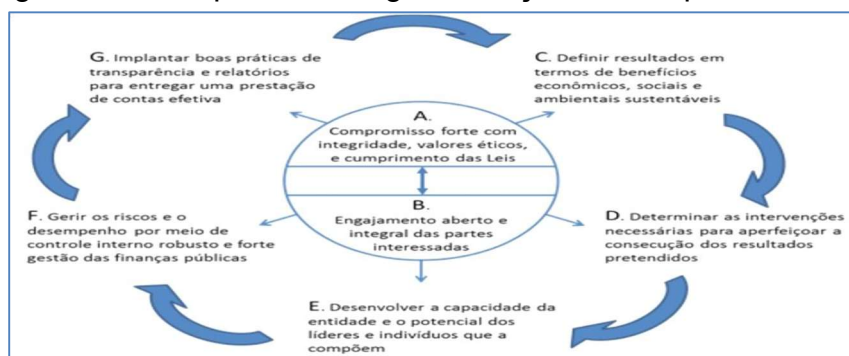 G. Implantar boas práticas de
transparência e relatórios
para entregar uma prestação
de contas efetiva
C. Definir resultados em
termos de benefícios
econômicos, sociais e
ambientais sustentáveis
A.
Compromisso forte com
integridade, valores éticos,
e cumprimento das Leis
B.
Engajamento aberto e
integral das partes
interessadas
F. Gerir os riscos e o
desempenho por meio de
controle interno robusto e forte
gestão das finanças públicas
D. Determinar as intervenções
necessárias para aperfeiçoar a
consecução dos resultados
pretendidos
E. Desenvolver a capacidade da
entidade e o potencial dos
líderes e indivíduos que a
compõem